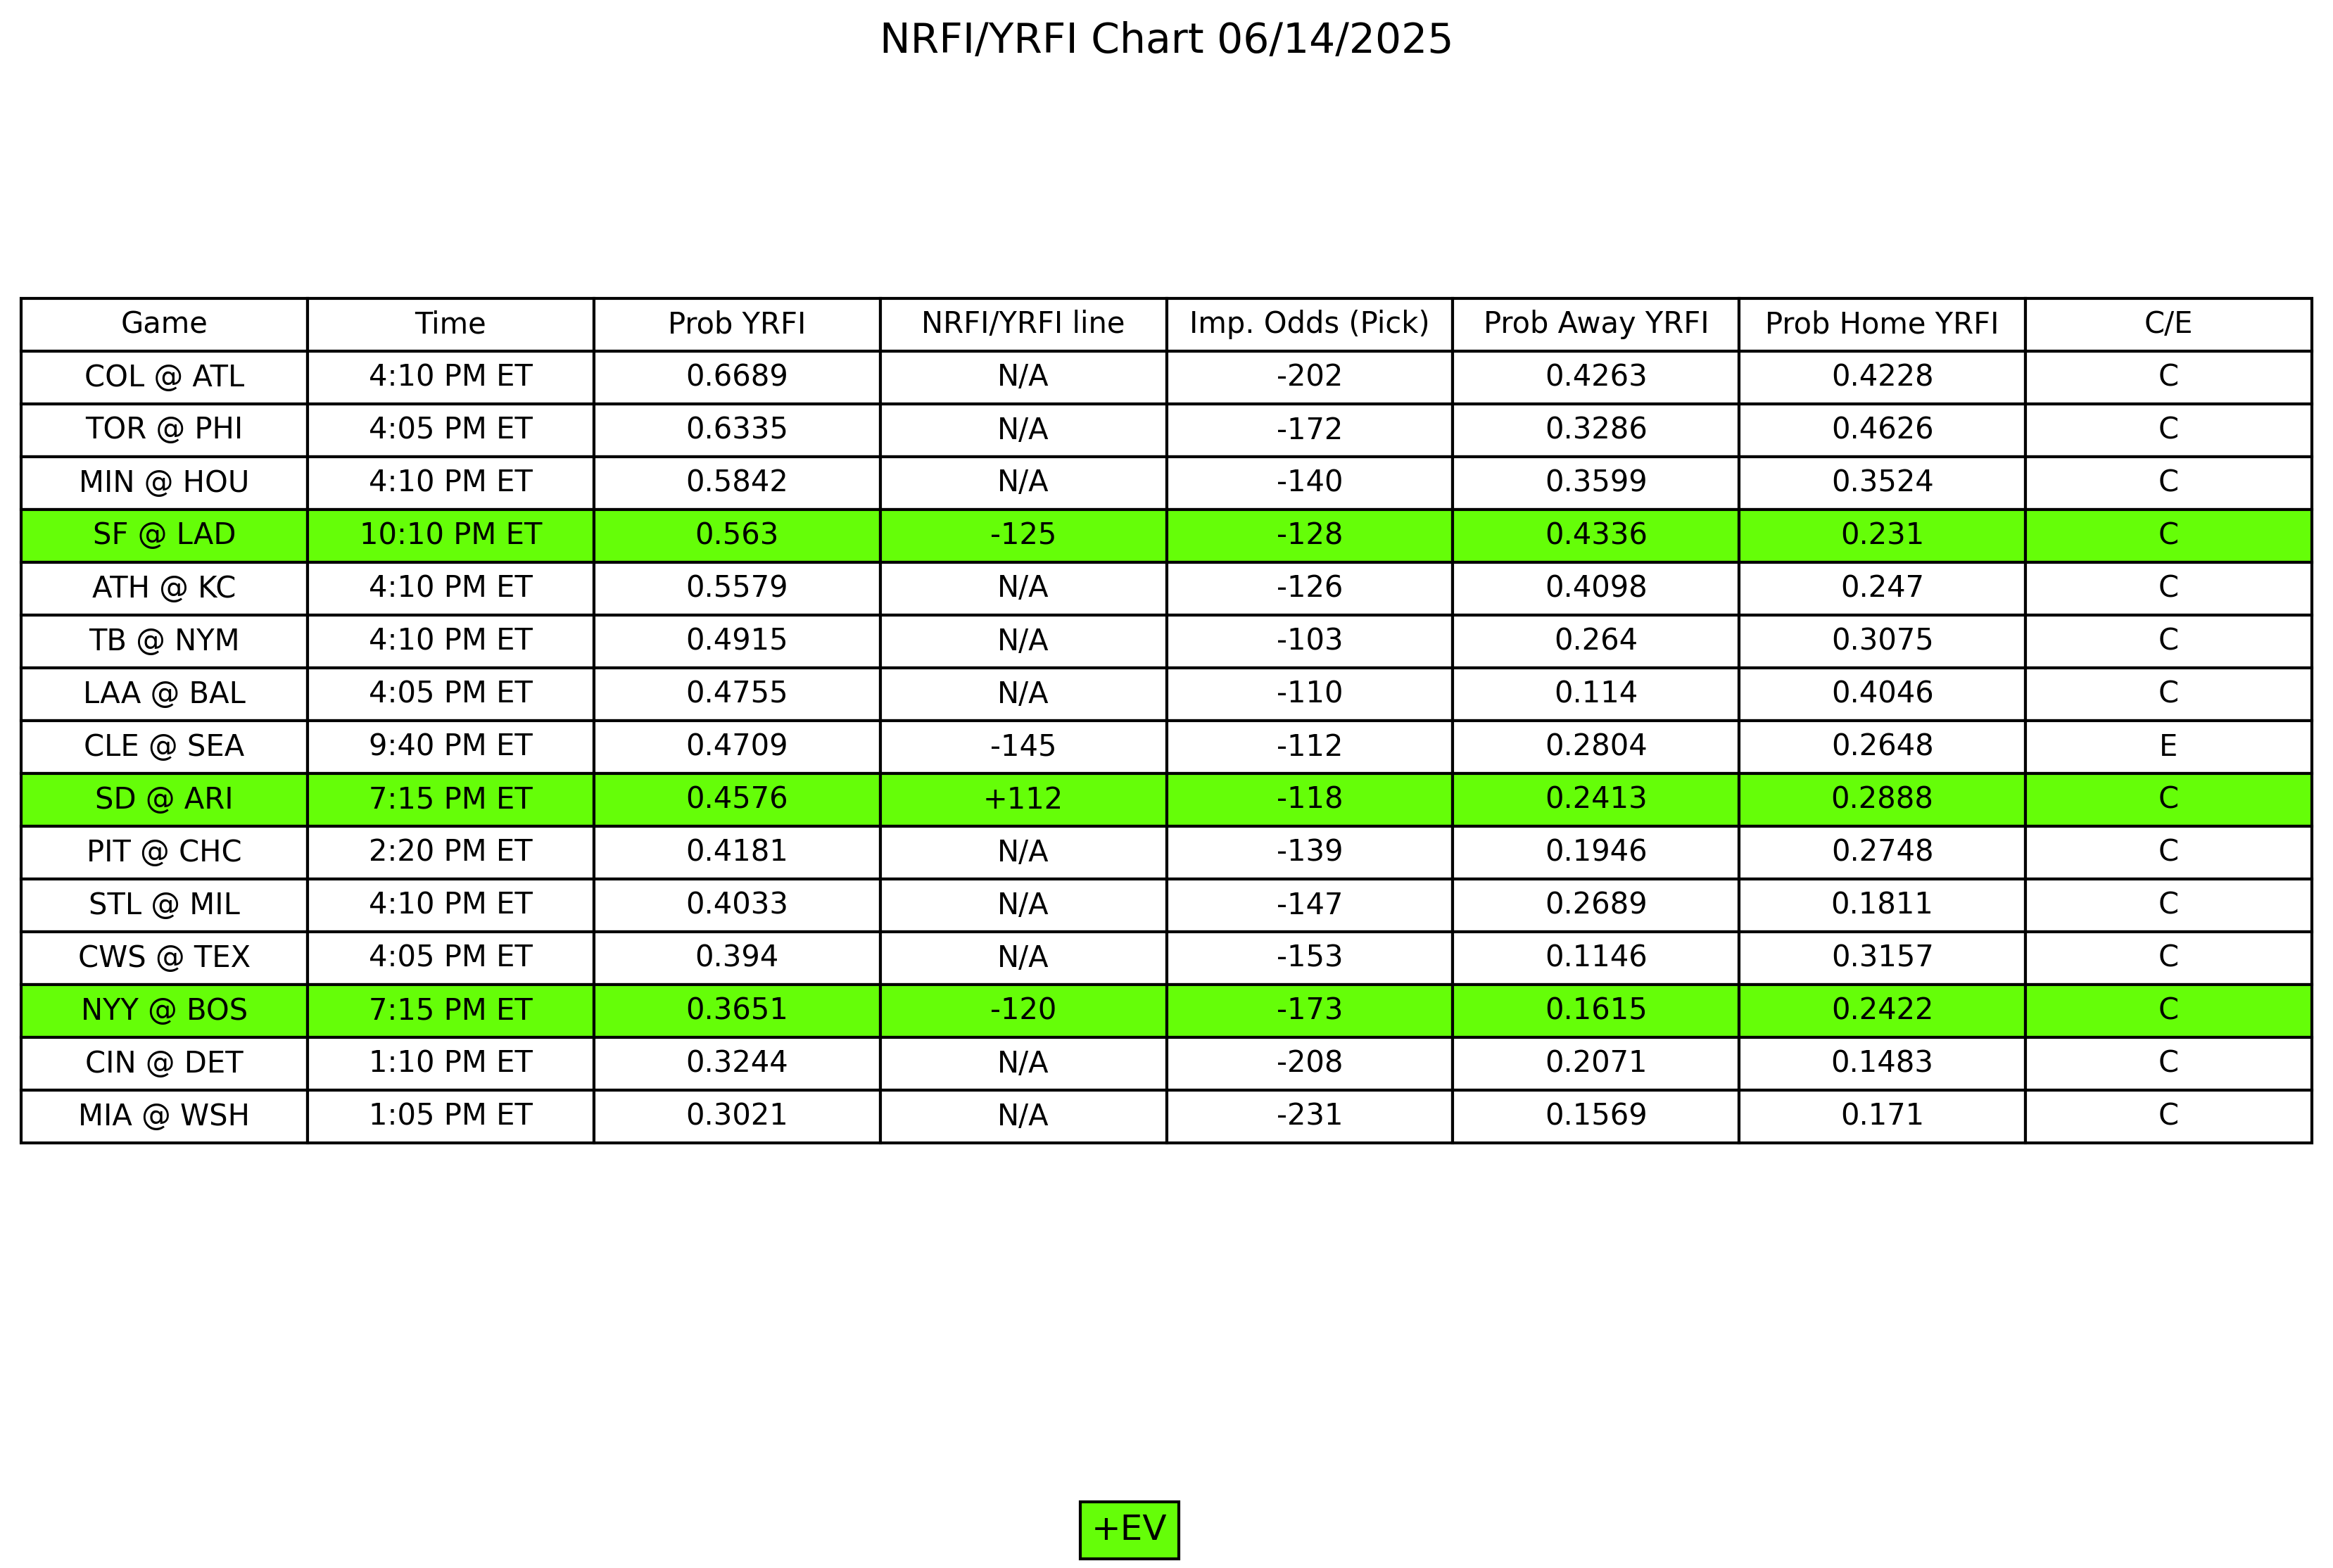 NRFI/YRFI Chart 06/14/2025
Game Time Prob YRFI NRFI/YRFI line Imp. Odds (Pick) Prob Away YRFI Prob Home YRFI C/E
COL @ ATL 4:10 PM ET 0.6689 N/A -202 0.4263 0.4228 C
TOR @ PHI 4:05 PM ET 0.6335 N/A -172 0.3286 0.4626 C
MIN @ HOU 4:10 PM ET 0.5842 N/A -140 0.3599 0.3524 C
SF @ LAD 10:10 PM ET 0.563 -125 -128 0.4336 0.231 C
ATH @ KC 4:10 PM ET 0.5579 N/A -126 0.4098 0.247 C
TB @ NYM 4:10 PM ET 0.4915 N/A -103 0.264 0.3075 C
LAA @ BAL 4:05 PM ET 0.4755 N/A -110 0.114 0.4046 C
CLE @ SEA 9:40 PM ET 0.4709 -145 -112 0.2804 0.2648 E
SD @ ARI 7:15 PM ET 0.4576 +112 -118 0.2413 0.2888 C
PIT @ CHC 2:20 PM ET 0.4181 N/A -139 0.1946 0.2748 C
STL @ MIL 4:10 PM ET 0.4033 N/A -147 0.2689 0.1811 C
CWS @ TEX 4:05 PM ET 0.394 N/A -153 0.1146 0.3157 C
NYY @ BOS 7:15 PM ET 0.3651 -120 -173 0.1615 0.2422 C
CIN @ DET 1:10 PM ET 0.3244 N/A -208 0.2071 0.1483 C
MIA @ WSH 1:05 PM ET 0.3021 N/A -231 0.1569 0.171 C
+EV